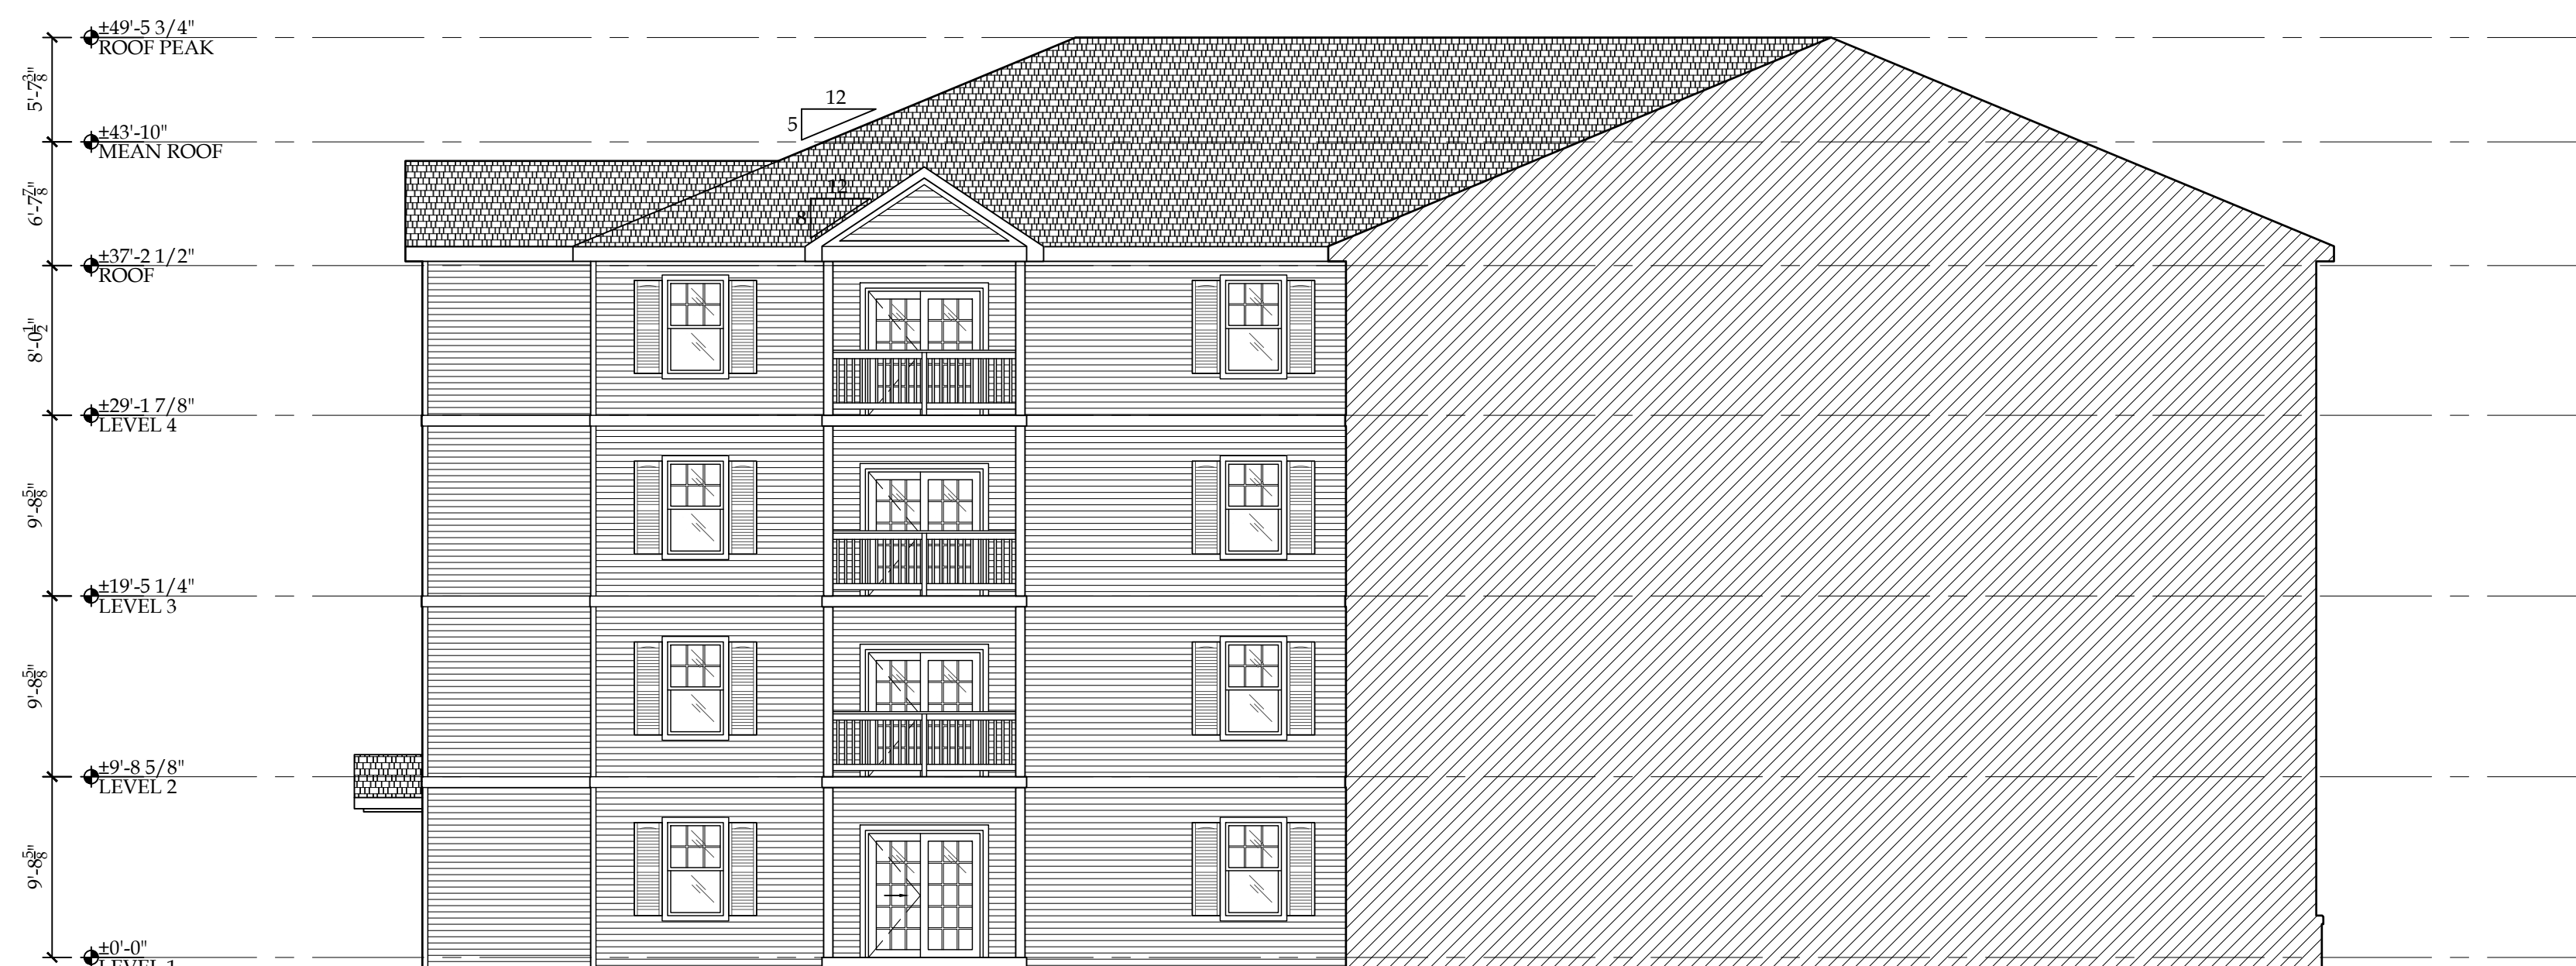 ±49'-5 3/4"
ROOF PEAK
5'-7 3/8"
12
5
±43'-10"
MEAN ROOF
6'-7 7/8"
12
8
±37'-2 1/2"
ROOF
8'-0 1/2"
±29'-1 7/8"
LEVEL 4
9'-8 5/8"
±19'-5 1/4"
LEVEL 3
9'-8 5/8"
±9'-8 5/8"
LEVEL 2
9'-8 5/8"
±0'-0"
LEVEL 1